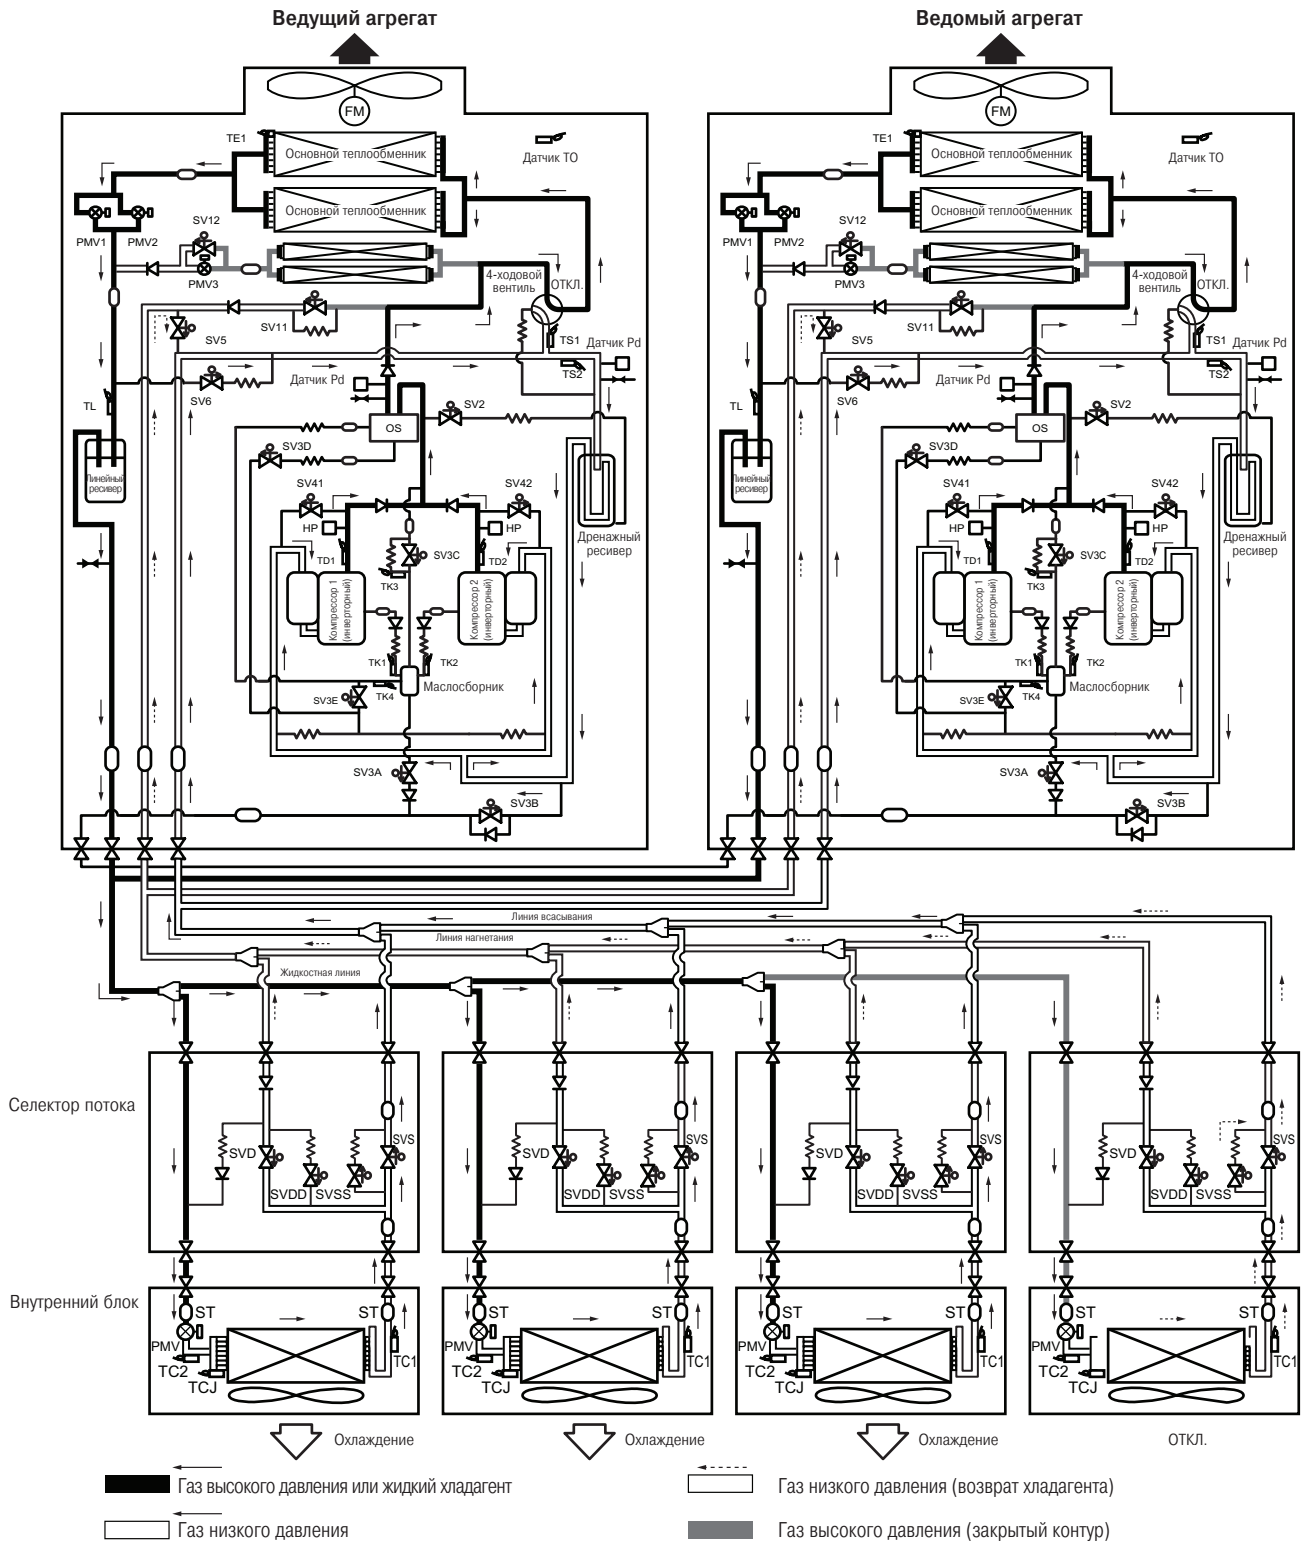 Ведущий агрегат
Ведомый агрегат
FM
TE1
Основной теплообменник
Датчик ТО
Основной теплообменник
SV12
PMV1
PMV2
PMV3
4-ходовой
вентиль
ОТКЛ.
SV11
SV5
TS1
Датчик Pd
Датчик Pd
TS2
SV6
TL
SV2
OS
SV3D
Линейный
ресивер
SV41
SV42
HP
HP
Дренажный
ресивер
TD1
SV3C
TD2
TK3
Компрессор 1
(инверторный)
Компрессор 2
(инверторный)
TK1
TK2
Маслосборник
TK4
SV3E
SV3A
SV3B
FM
TE1
Основной теплообменник
Датчик ТО
Основной теплообменник
SV12
PMV1
PMV2
PMV3
4-ходовой
вентиль
ОТКЛ.
SV11
SV5
TS1
Датчик Pd
Датчик Pd
TS2
SV6
TL
SV2
OS
SV3D
Линейный
ресивер
SV41
SV42
HP
HP
Дренажный
ресивер
TD1
SV3C
TD2
TK3
Компрессор 1
(инверторный)
Компрессор 2
(инверторный)
TK1
TK2
Маслосборник
TK4
SV3E
SV3A
SV3B
Линия всасывания
Линия нагнетания
Жидкостная линия
Селектор потока
SVD
SVS
SVDD
SVSS
SVD
SVS
SVDD
SVSS
SVD
SVS
SVDD
SVSS
SVD
SVS
SVDD
SVSS
Внутренний блок
ST
ST
PMV
TC2
TCJ
TC1
ST
ST
PMV
TC2
TCJ
TC1
ST
ST
PMV
TC2
TCJ
TC1
ST
ST
PMV
TC2
TCJ
TC1
Охлаждение
Охлаждение
Охлаждение
ОТКЛ.
Газ высокого давления или жидкий хладагент
Газ низкого давления (возврат хладагента)
Газ низкого давления
Газ высокого давления (закрытый контур)